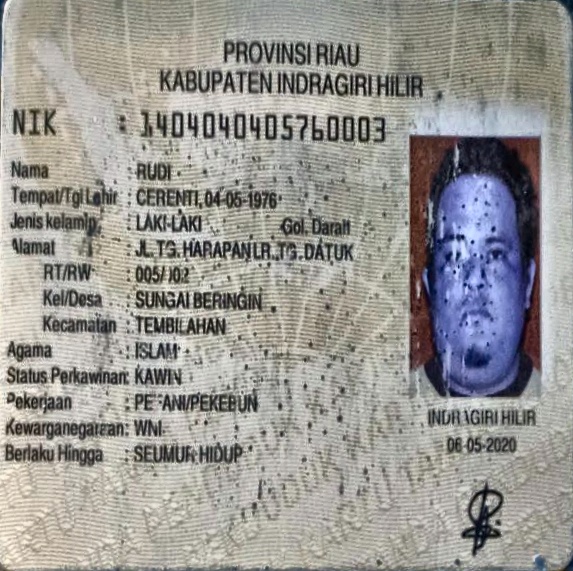 PROVINSI RIAU
KABUPATEN INDRAGIRI HILIR
NIK : 1404040405760003
Nama : RUDI
Tempat/Tgl Lahir : CERENTI, 04-05-1976
Jenis kelamin : LAKI-LAKI Gol. Darah
Alamat : JL.TG.HARAPAN LR.TG.DATUK
RT/RW : 005/002
Kel/Desa : SUNGAI BERINGIN
Kecamatan : TEMBILAHAN
Agama : ISLAM
Status Perkawinan: KAWIN
Pekerjaan : PETANI/PEKEBUN
Kewarganegaraan: WNI
Berlaku Hingga : SEUMUR HIDUP
INDRAGIRI HILIR
06-05-2020